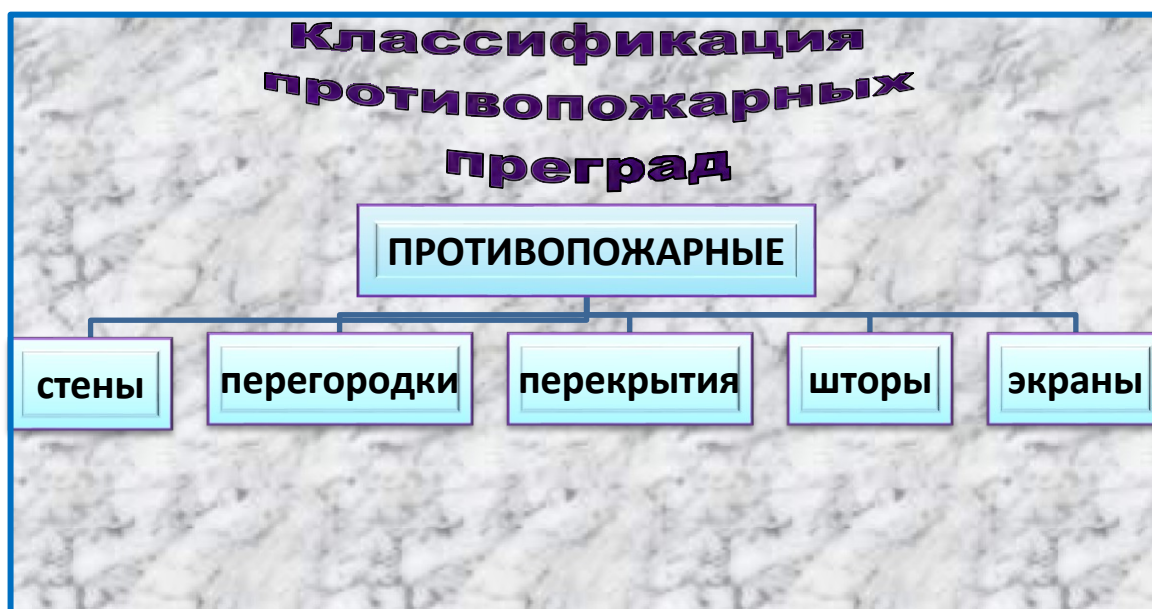 Классификация
противопожарных
преград
ПРОТИВОПОЖАРНЫЕ
стены
перегородки
перекрытия
шторы
экраны